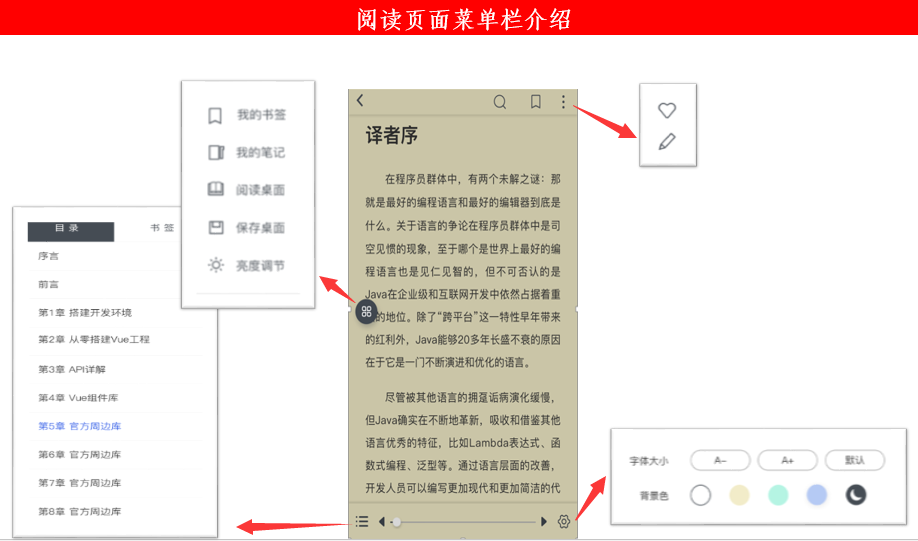 阅读页面菜单栏介绍
我的书签
我的笔记
阅读桌面
保存桌面
亮度调节
目录 书签
序言
前言
第1章 搭建开发环境
第2章 从零搭建Vue工程
第3章 API详解
第4章 Vue组件库
第5章 官方周边库
第6章 官方周边库
第7章 官方周边库
第8章 官方周边库
译者序
在程序员群体中，有两个未解之谜：那
就是最好的编程语言和最好的编辑器到底是
什么。关于语言的争论在程序员群体中是司
空见惯的现象，至于哪个是世界上最好的编
程语言也是见仁见智的，但不可否认的是
Java在企业级和互联网开发中依然占据着重
的地位。除了“跨平台”这一特性早年带来
的红利外，Java能够20多年长盛不衰的原因
在于它是一门不断演进和优化的语言。
尽管被其他语言的拥趸诟病演化缓慢，
但Java确实在不断地革新，吸收和借鉴其他
语言优秀的特征，比如Lambda表达式、函
数式编程、泛型等。通过语言层面的改善，
开发人员可以编写更加现代和更加简洁的代
字体大小 A- A+ 默认
背景色